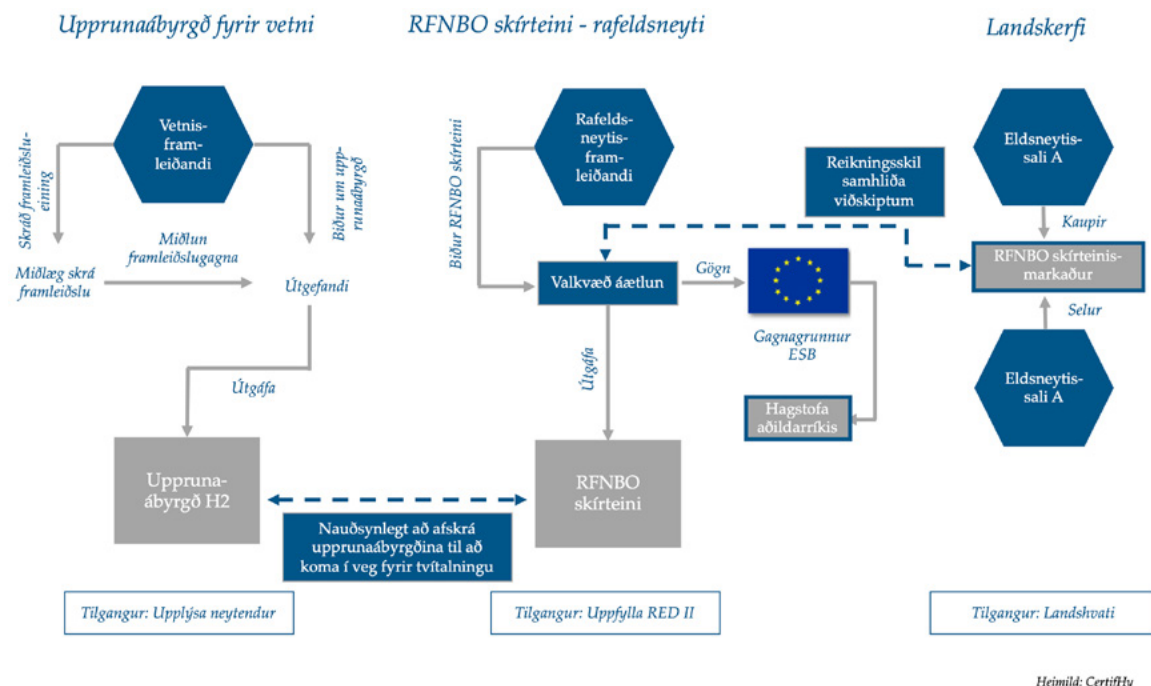 Upprunaábyrgð fyrir vetni
RFNBO skírteini - rafeldsneyti
Landskerfi
Vetnis-
fram-
leiðandi
Skráð framleiðslu-
eining
Biður um upp-
runaábyrgð
Miðlun
framleiðslugagna
Miðlæg skrá
framleiðslu
Útgefandi
Útgáfa
Uppruna-
ábyrgð H2
Rafelds-
neytis-
fram-
leiðandi
Biður RFNBO skírteini
Valkvæð áætlun
Gögn
Gagnagrunnur
ESB
Útgáfa
Hagstofa
aðildarríkis
RFNBO
skírteini
Nauðsynlegt að afskrá
upprunaábyrgðina til að
koma í veg fyrir tvítalningu
Reikningsskil
samhliða
viðskiptum
Eldsneytis-
sali A
Kaupir
RFNBO skírteinis-
markaður
Selur
Eldsneytis-
sali A
Tilgangur: Upplýsa neytendur
Tilgangur: Uppfylla RED II
Tilgangur: Landshvati
Heimild: CertifHy